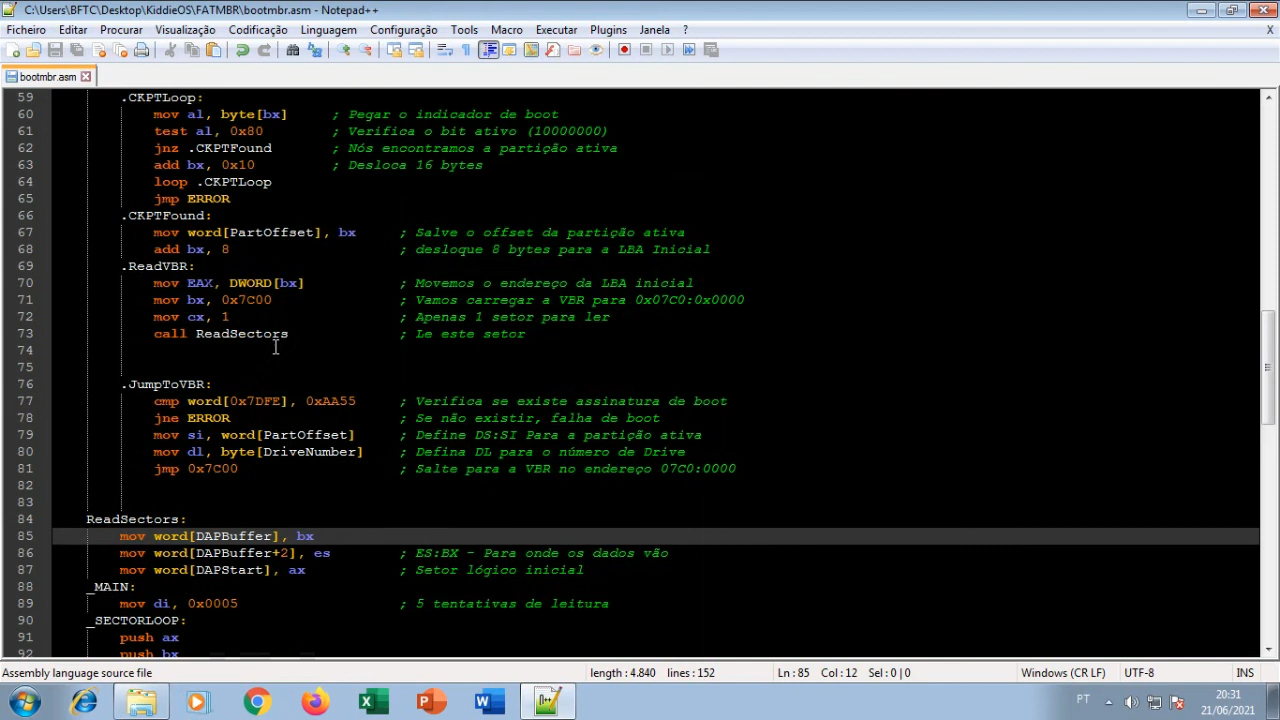 C:\Users\BFTC\Desktop\KiddieOS\FATMBR\bootmbr.asm - Notepad++
Ficheiro Editar Procurar Visualização Codificação Linguagem Configuração Tools Macro Executar Plugins Janela ? X
bootmbr.asm
59 .CKPTLoop:
60 mov al, byte[bx] ; Pegar o indicador de boot
61 test al, 0x80 ; Verifica o bit ativo (10000000)
62 jnz .CKPTFound ; Nós encontramos a partição ativa
63 add bx, 0x10 ; Desloca 16 bytes
64 loop .CKPTLoop
65 jmp ERROR
66 .CKPTFound:
67 mov word[PartOffset], bx ; Salve o offset da partição ativa
68 add bx, 8 ; desloque 8 bytes para a LBA Inicial
69 .ReadVBR:
70 mov EAX, DWORD[bx] ; Movemos o endereço da LBA inicial
71 mov bx, 0x7C00 ; Vamos carregar a VBR para 0x07C0:0x0000
72 mov cx, 1 ; Apenas 1 setor para ler
73 call ReadSectors ; Le este setor
74
75
76 .JumpToVBR:
77 cmp word[0x7DFE], 0xAA55 ; Verifica se existe assinatura de boot
78 jne ERROR ; Se não existir, falha de boot
79 mov si, word[PartOffset] ; Define DS:SI Para a partição ativa
80 mov dl, byte[DriveNumber] ; Defina DL para o número de Drive
81 jmp 0x7C00 ; Salte para a VBR no endereço 07C0:0000
82
83
84 ReadSectors:
85 mov word[DAPBuffer], bx
86 mov word[DAPBuffer+2], es ; ES:BX - Para onde os dados vão
87 mov word[DAPStart], ax ; Setor lógico inicial
88 _MAIN:
89 mov di, 0x0005 ; 5 tentativas de leitura
90 _SECTORLOOP:
91 push ax
92 push bx
Assembly language source file length : 4.840 lines : 152 Ln : 85 Col : 12 Sel : 0 | 0 Windows (CR LF) UTF-8 INS
PT 20:31
21/06/2021